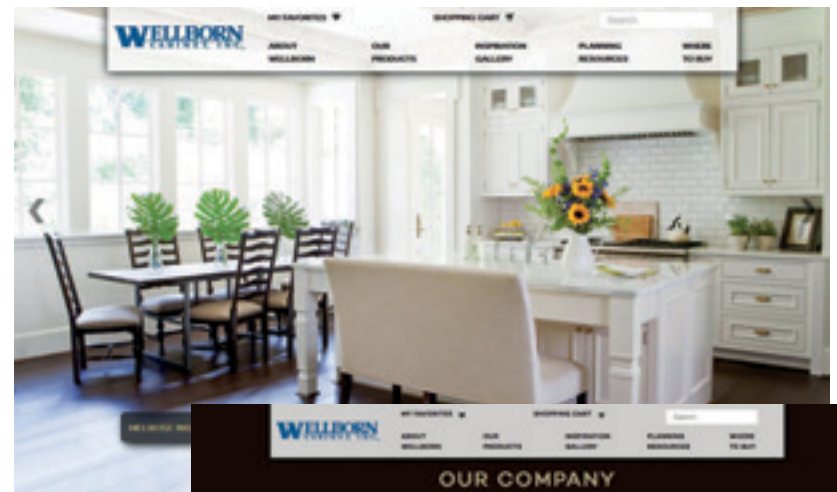 MY FAVORITES SHOPPING CART Search
WELLBORN
CABINET, INC.
ABOUT WELLBORN
OUR PRODUCTS
INSPIRATION GALLERY
PLANNING RESOURCES
WHERE TO BUY
MY FAVORITES SHOPPING CART Search
WELLBORN
CABINET, INC.
ABOUT WELLBORN
OUR PRODUCTS
INSPIRATION GALLERY
PLANNING RESOURCES
WHERE TO BUY
OUR COMPANY